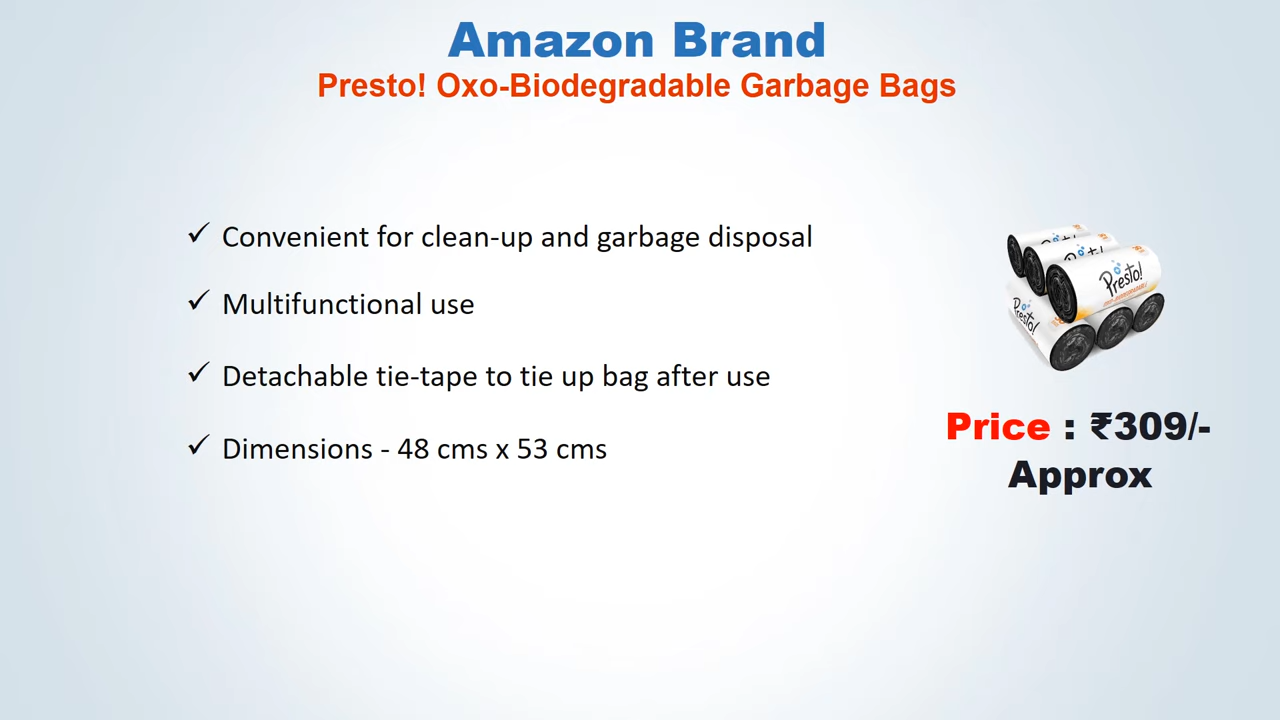 Amazon Brand
Presto! Oxo-Biodegradable Garbage Bags
✓ Convenient for clean-up and garbage disposal
✓ Multifunctional use
✓ Detachable tie-tape to tie up bag after use
✓ Dimensions - 48 cms x 53 cms
Presto!
Presto!
Price : ₹309/-
Approx